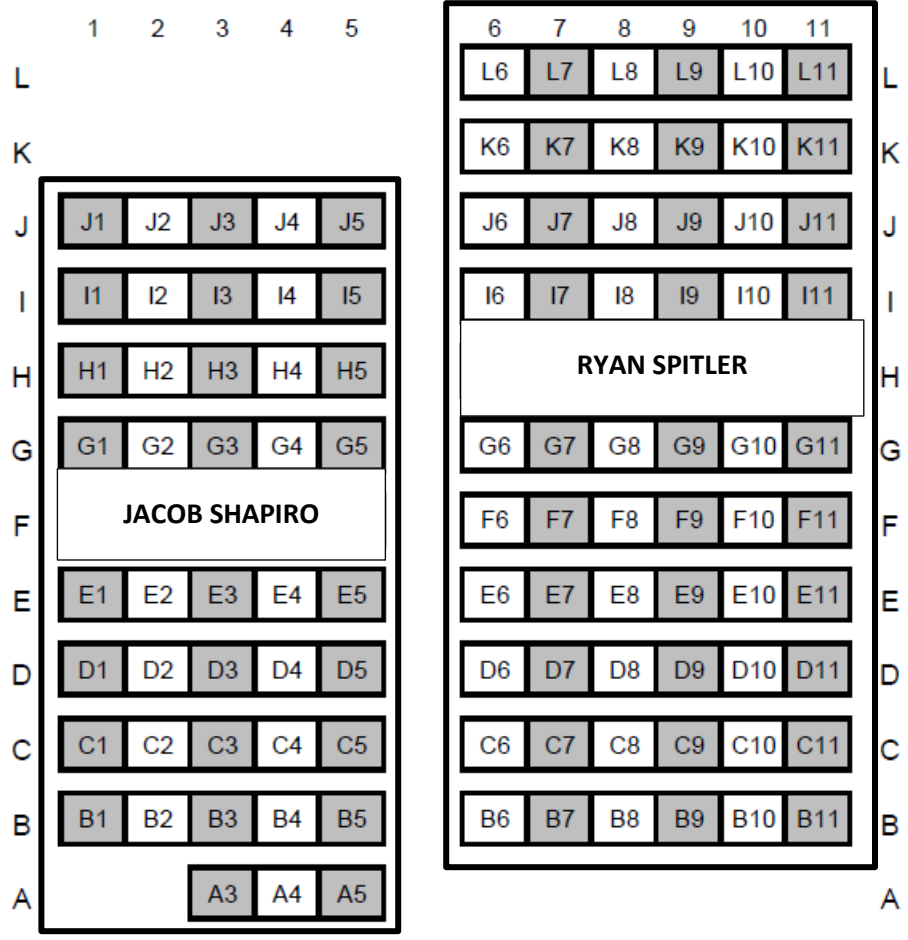 1 2 3 4 5 6 7 8 9 10 11
L L6 L7 L8 L9 L10 L11 L
K K6 K7 K8 K9 K10 K11 K
J J1 J2 J3 J4 J5 J6 J7 J8 J9 J10 J11 J
I I1 I2 I3 I4 I5 I6 I7 I8 I9 I10 I11 I
H H1 H2 H3 H4 H5 RYAN SPITLER H
G G1 G2 G3 G4 G5 G6 G7 G8 G9 G10 G11 G
F JACOB SHAPIRO F6 F7 F8 F9 F10 F11 F
E E1 E2 E3 E4 E5 E6 E7 E8 E9 E10 E11 E
D D1 D2 D3 D4 D5 D6 D7 D8 D9 D10 D11 D
C C1 C2 C3 C4 C5 C6 C7 C8 C9 C10 C11 C
B B1 B2 B3 B4 B5 B6 B7 B8 B9 B10 B11 B
A A3 A4 A5 A